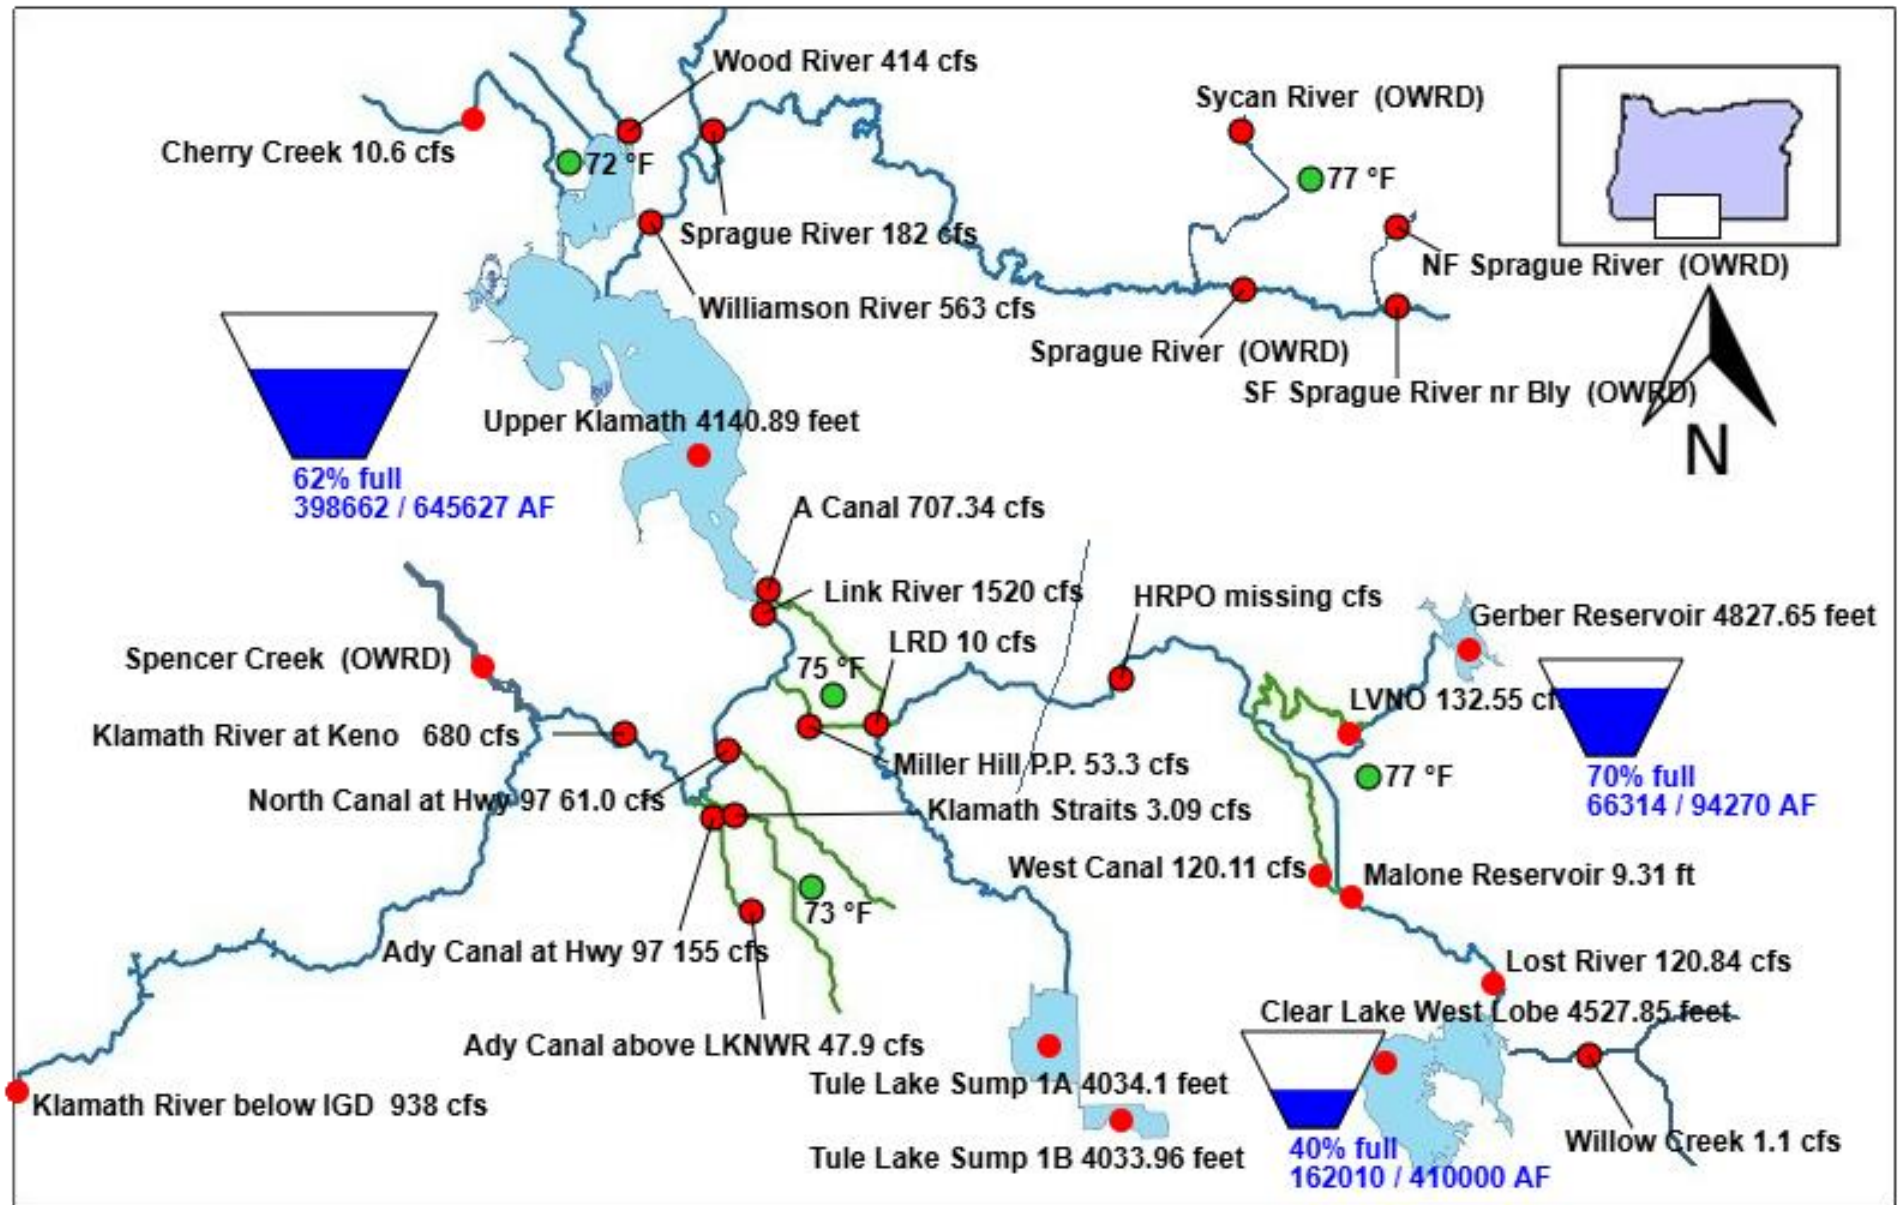 Wood River 414 cfs
Sycan River  (OWRD)
Cherry Creek 10.6 cfs
72 °F
77 °F
Sprague River 182 cfs
NF Sprague River  (OWRD)
Williamson River 563 cfs
Sprague River  (OWRD)
SF Sprague River nr Bly  (OWRD)
Upper Klamath 4140.89 feet
N
62% full
398662 / 645627 AF
A Canal 707.34 cfs
Link River 1520 cfs
HRPO missing cfs
Gerber Reservoir 4827.65 feet
LRD 10 cfs
Spencer Creek  (OWRD)
75 °F
LVNO 132.55 cf
Klamath River at Keno   680 cfs
Miller Hill P.P. 53.3 cfs
77 °F
70% full
66314 / 94270 AF
North Canal at Hwy 97 61.0 cfs
Klamath Straits 3.09 cfs
West Canal 120.11 cfs
Malone Reservoir 9.31 ft
73 °F
Ady Canal at Hwy 97 155 cfs
Lost River 120.84 cfs
Clear Lake West Lobe 4527.85 feet
Ady Canal above LKNWR 47.9 cfs
Tule Lake Sump 1A 4034.1 feet
Klamath River below IGD  938 cfs
Willow Creek 1.1 cfs
Tule Lake Sump 1B 4033.96 feet
40% full
162010 / 410000 AF